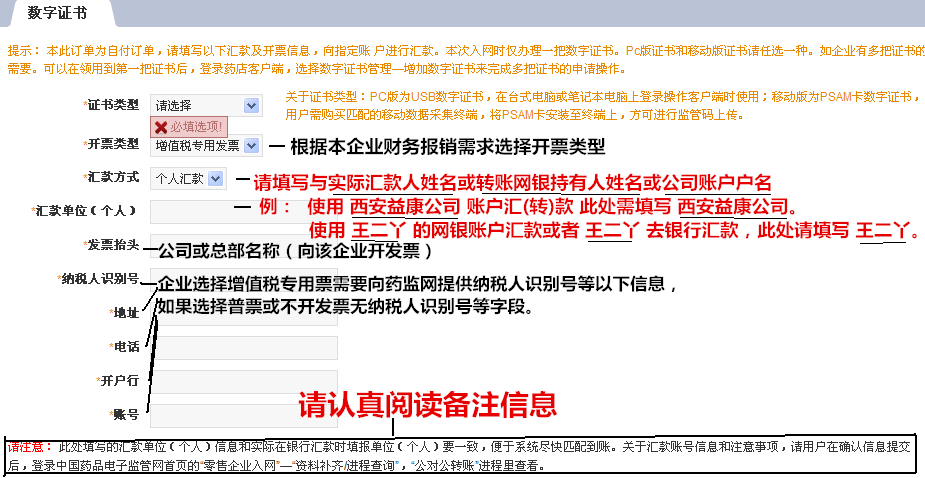 数字证书
提示： 本此订单为自付订单，请填写以下汇款及开票信息，向指定账 户进行汇款。本次入网时仅办理一把数字证书。Pc版证书和移动版证书请任选一种。如企业有多把证书的
需要。可以在领用到第一把证书后，登录药店客户端，选择数字证书管理—增加数字证书来完成多把证书的申请操作。
*证书类型 请选择
关于证书类型：PC版为USB数字证书，在台式电脑或笔记本电脑上登录操作客户端时使用；移动版为PSAM卡数字证书，
用户需购买匹配的移动数据采集终端，将PSAM卡安装至终端上，方可进行监管码上传。
必填选项!
*开票类型 增值税专用发票 根据本企业财务报销需求选择开票类型
*汇款方式 个人汇款 请填写与实际汇款人姓名或转账网银持有人姓名或公司账户户名
*汇款单位（个人） 例： 使用 西安益康公司 账户汇(转)款 此处需填写 西安益康公司。
使用 王二丫 的网银账户汇款或者 王二丫 去银行汇款，此处请填写 王二丫。
*发票抬头 公司或总部名称（向该企业开发票）
*纳税人识别号 企业选择增值税专用票需要向药监网提供纳税人识别号等以下信息，
*地址 如果选择普票或不开发票无纳税人识别号等字段。
*电话
*开户行
*账号 请认真阅读备注信息
请注意： 此处填写的汇款单位（个人）信息和实际在银行汇款时填报单位（个人）要一致，便于系统尽快匹配到账。关于汇款账号信息和注意事项，请用户在确认信息提交
后，登录中国药品电子监管网首页的“零售企业入网”—“资料补齐/进程查询”，“公对公转账”进程里查看。